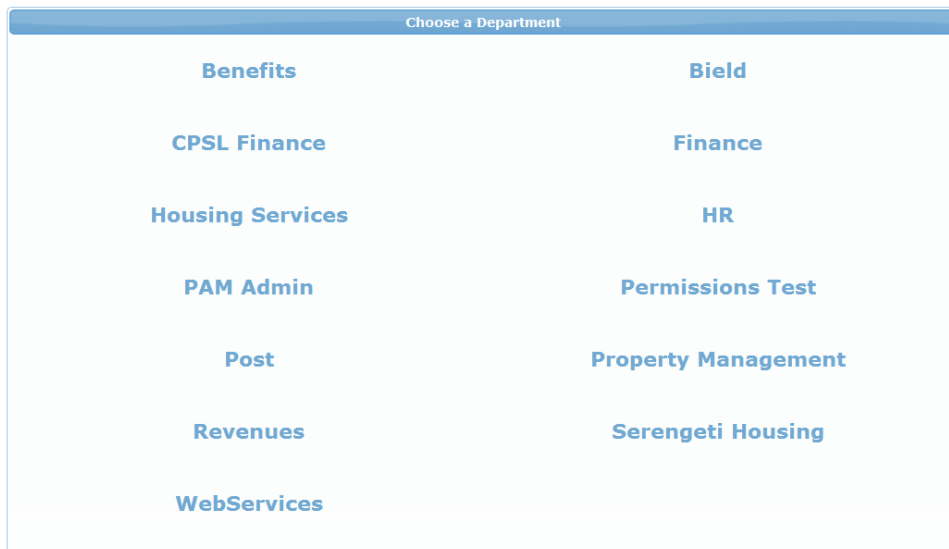 Choose a Department
Benefits
Bield
CPSL Finance
Finance
Housing Services
HR
PAM Admin
Permissions Test
Post
Property Management
Revenues
Serengeti Housing
WebServices